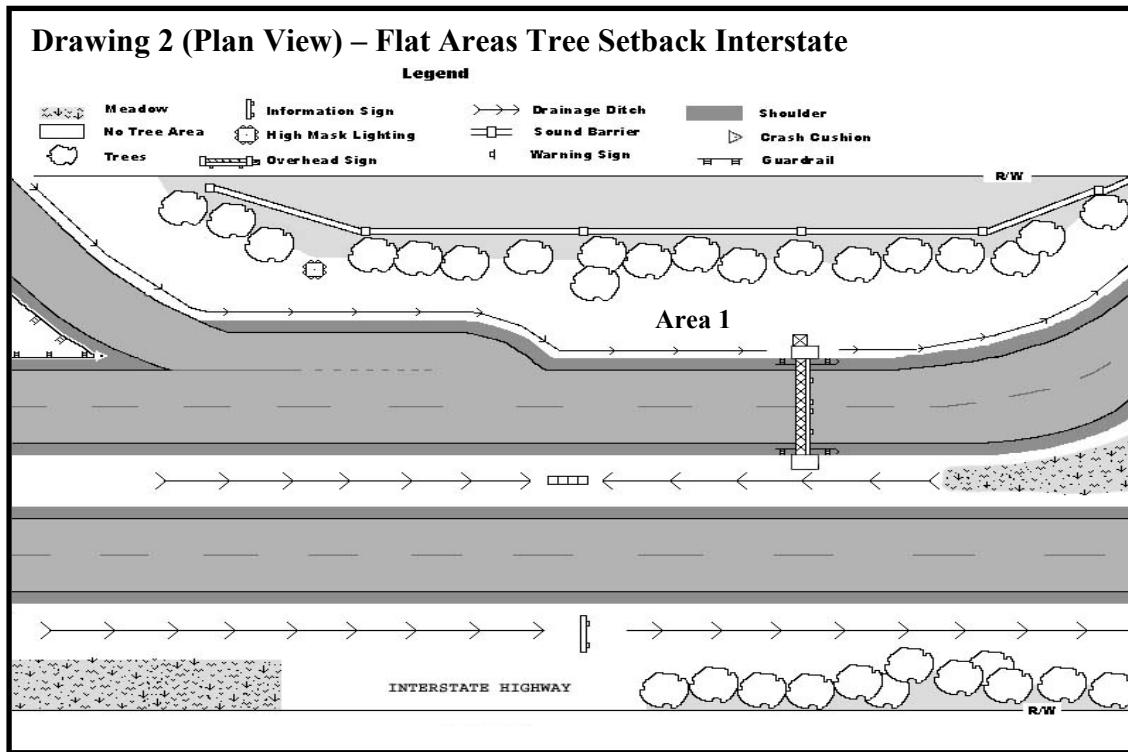 Drawing 2 (Plan View) – Flat Areas Tree Setback Interstate
Legend
Meadow
No Tree Area
Trees
Information Sign
High Mask Lighting
Overhead Sign
Drainage Ditch
Sound Barrier
Warning Sign
Shoulder
Crash Cushion
Guardrail
R/W
Area 1
INTERSTATE HIGHWAY
R/W